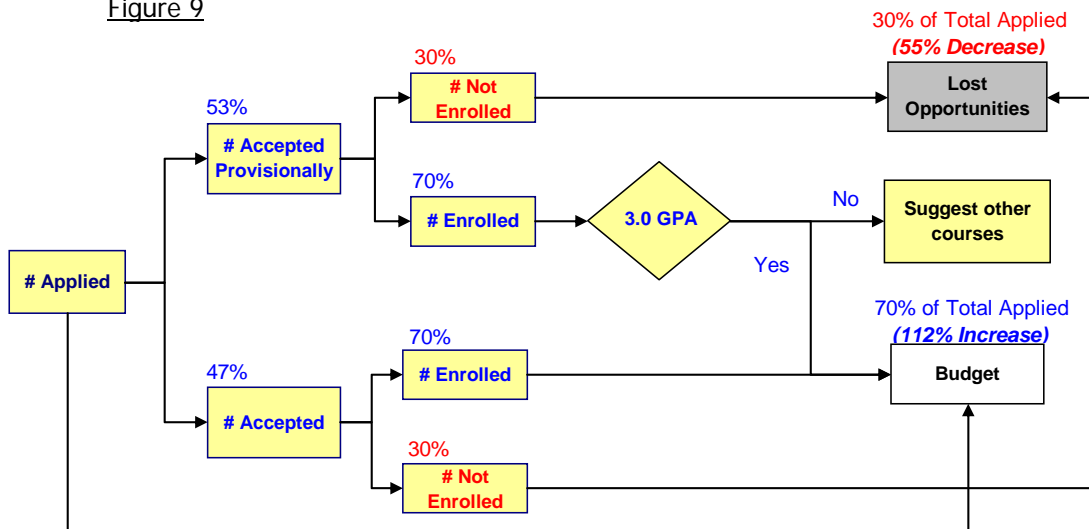 Figure 9
30% of Total Applied
(55% Decrease)
30%
# Not
Enrolled
Lost
Opportunities
53%
# Accepted
Provisionally
70%
# Enrolled
3.0 GPA
No
Suggest other
courses
Yes
# Applied
70% of Total Applied
(112% Increase)
70%
# Enrolled
Budget
47%
# Accepted
30%
# Not
Enrolled